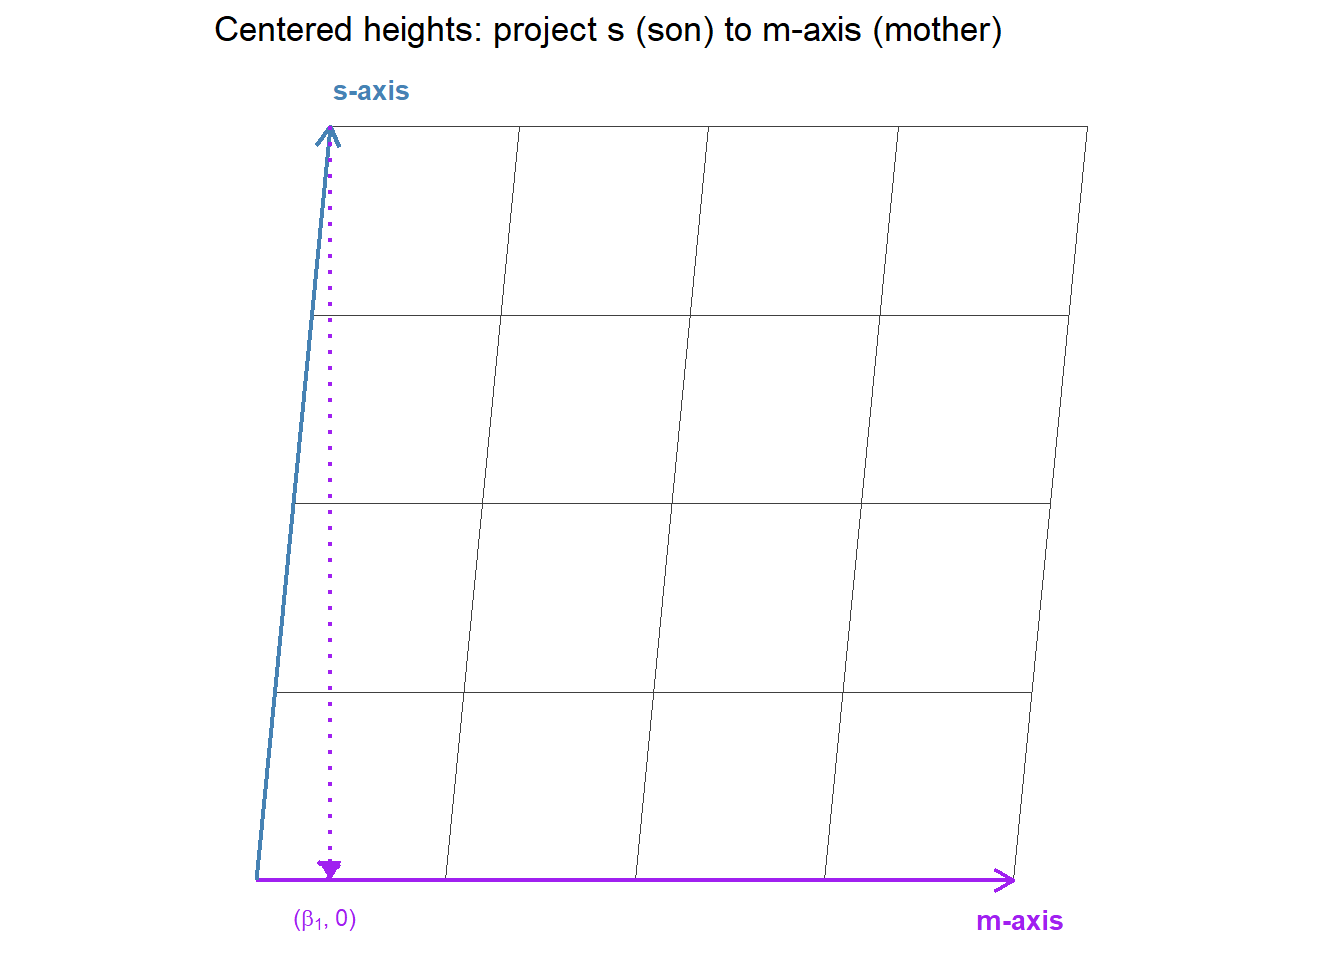 Centered heights: project s (son) to m-axis (mother)
s-axis
(β₁, 0)
m-axis